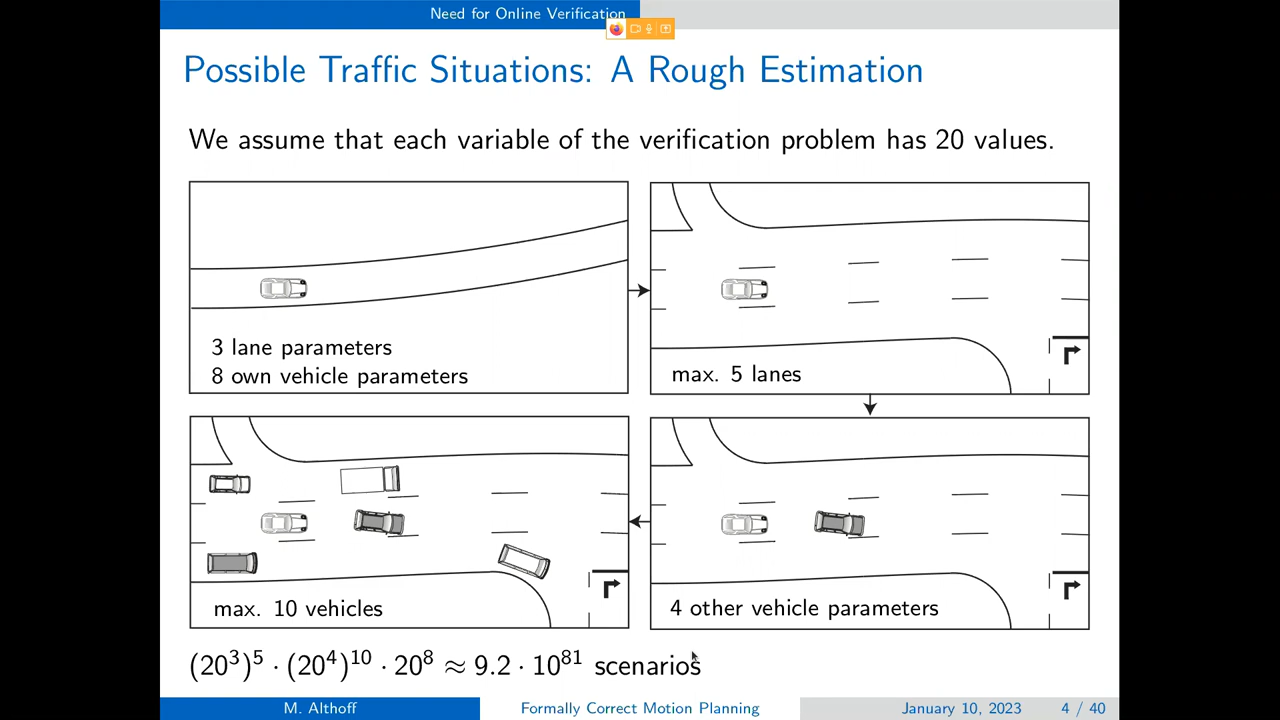 Need for Online Verification
Possible Traffic Situations: A Rough Estimation
We assume that each variable of the verification problem has 20 values.
3 lane parameters
8 own vehicle parameters
max. 5 lanes
max. 10 vehicles
4 other vehicle parameters
(20³)⁵ · (20⁴)¹⁰ · 20⁸ ≈ 9.2 · 10⁸¹ scenarios
M. Althoff
Formally Correct Motion Planning
January 10, 2023
4 / 40